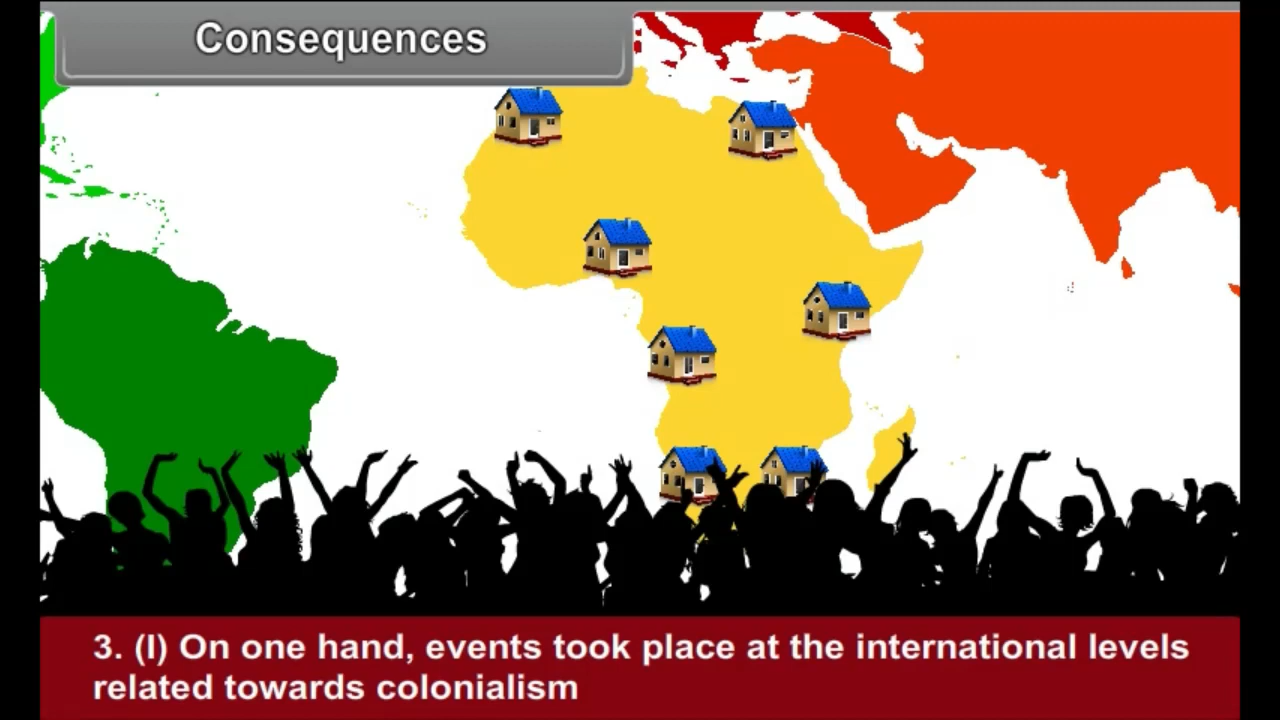 Consequences
3. (I) On one hand, events took place at the international levels
related towards colonialism